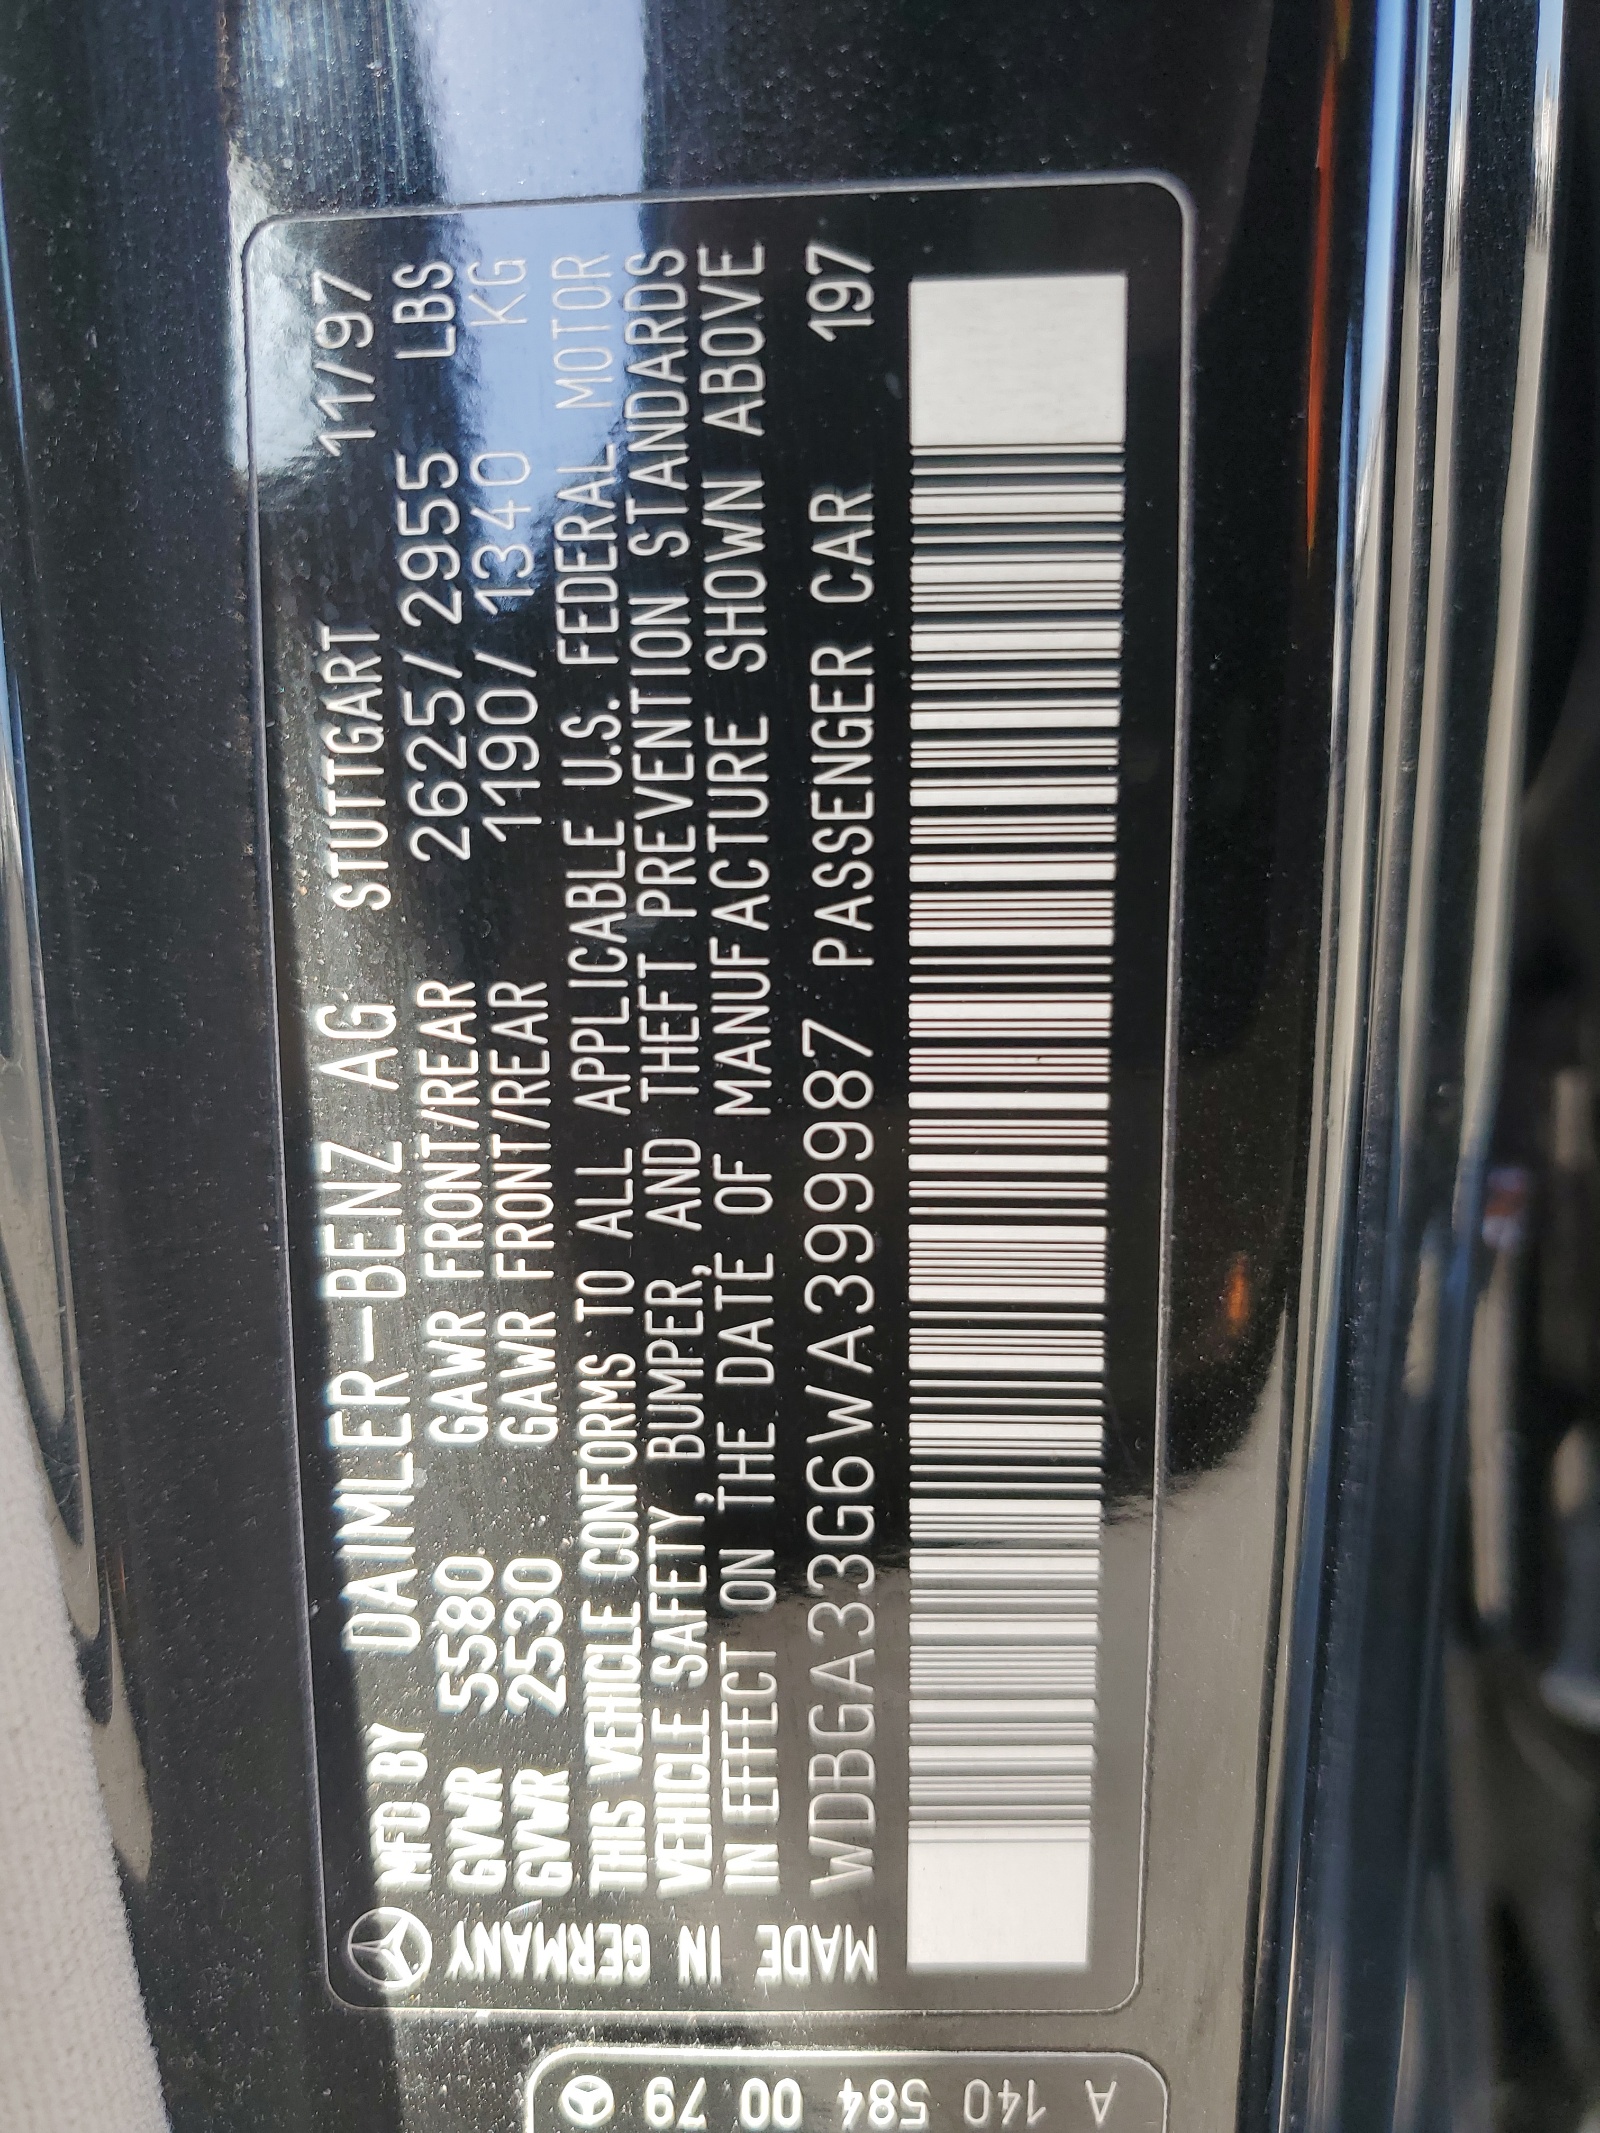 MFD BY DAIMLER-BENZ AG STUTTGART 11/97
GVWR 5580 GAWR FRONT/REAR 2625/2955 LBS
GVWR 2530 GAWR FRONT/REAR 1190/1340 KG
THIS VEHICLE CONFORMS TO ALL APPLICABLE U.S. FEDERAL MOTOR
VEHICLE SAFETY, BUMPER, AND THEFT PREVENTION STANDARDS
IN EFFECT ON THE DATE OF MANUFACTURE SHOWN ABOVE
WDBGA33G6WA399987 PASSENGER CAR 197
MADE IN GERMANY
A 140 584 00 79